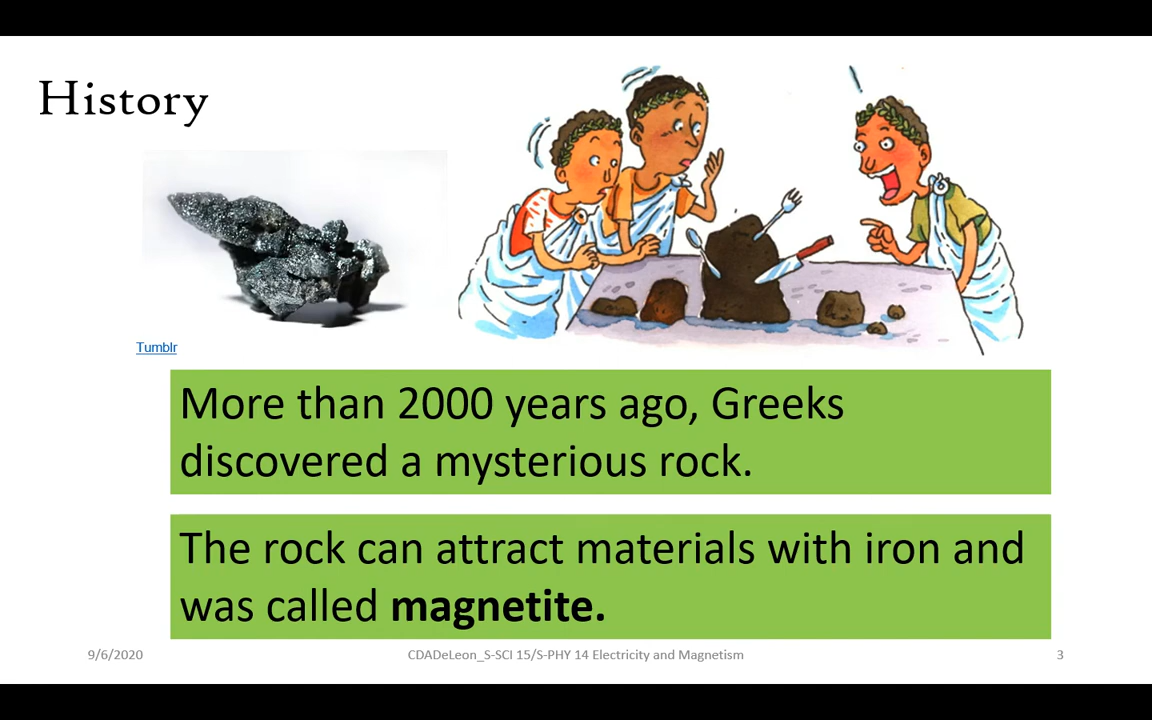 History
Tumblr
More than 2000 years ago, Greeks
discovered a mysterious rock.
The rock can attract materials with iron and
was called magnetite.
9/6/2020
CDADeLeon_S-SCI 15/S-PHY 14 Electricity and Magnetism
3